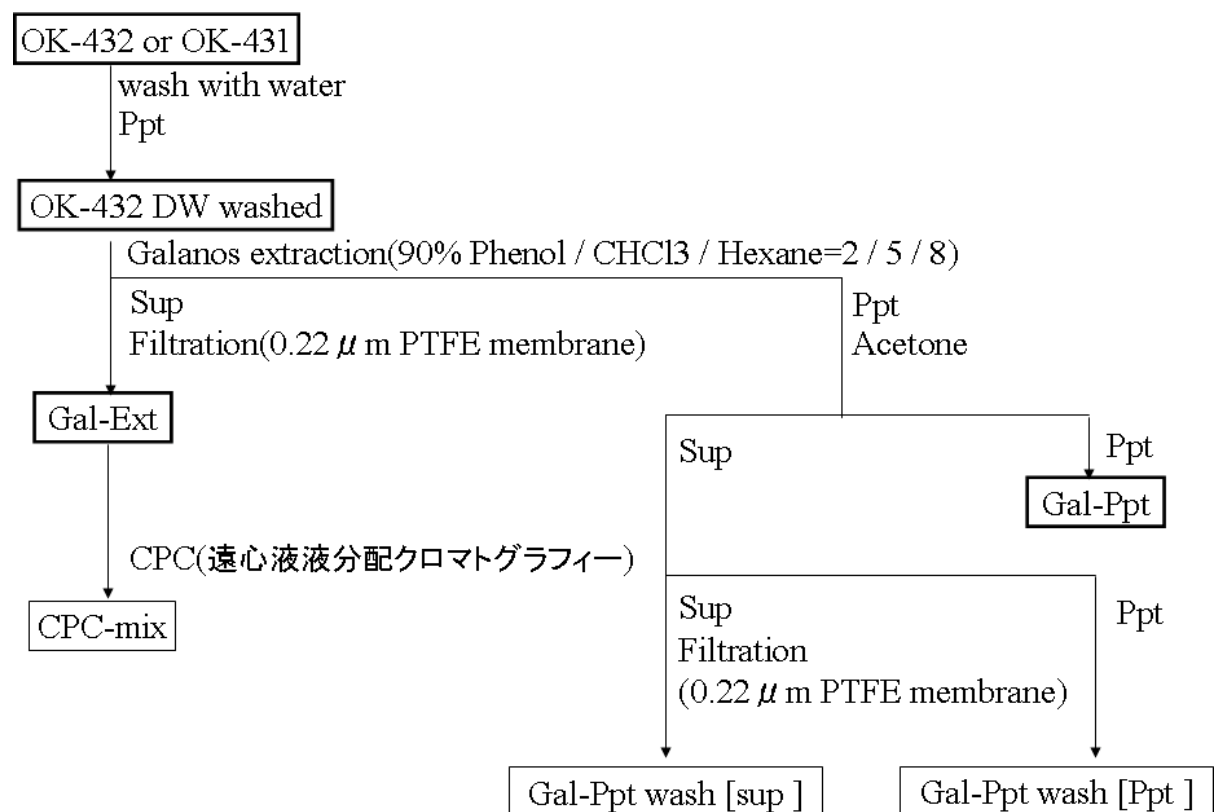 OK-432 or OK-431
wash with water
Ppt
OK-432 DW washed
Galanos extraction(90% Phenol / CHCl3 / Hexane=2 / 5 / 8)
Sup
Filtration(0.22 μ m PTFE membrane)
Ppt
Acetone
Gal-Ext
Sup
Ppt
Gal-Ppt
CPC(遠心液液分配クロマトグラフィー)
CPC-mix
Sup
Filtration
(0.22 μ m PTFE membrane)
Ppt
Gal-Ppt wash [sup ]
Gal-Ppt wash [Ppt ]